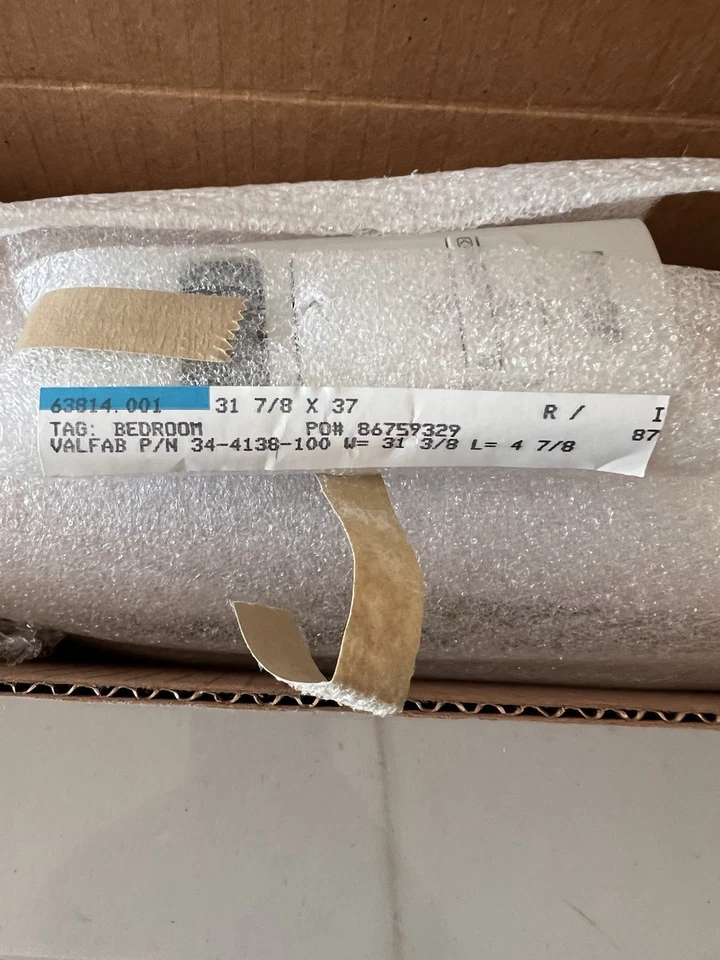 63814.001 31 7/8 X 37 R / I
TAG: BEDROOM PO# 86759329 87
VALFAB P/N 34-4138-100 W= 31 3/8 L= 4 7/8